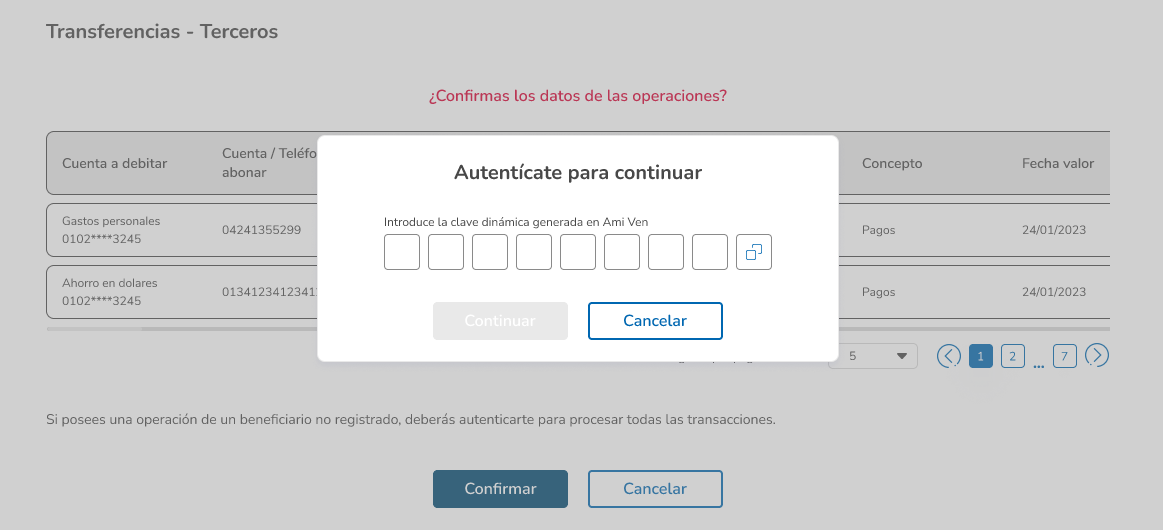 Transferencias - Terceros
¿Confirmas los datos de las operaciones?
Cuenta a debitar
Cuenta / Teléfo
abonar
Concepto
Fecha valor
Gastos personales
0102****3245
04241355299
Pagos
24/01/2023
Ahorro en dolares
0102****3245
0134123412341
Pagos
24/01/2023
Autentícate para continuar
Introduce la clave dinámica generada en Ami Ven
Continuar
Cancelar
5
1
2
...
7
Si posees una operación de un beneficiario no registrado, deberás autenticarte para procesar todas las transacciones.
Confirmar
Cancelar